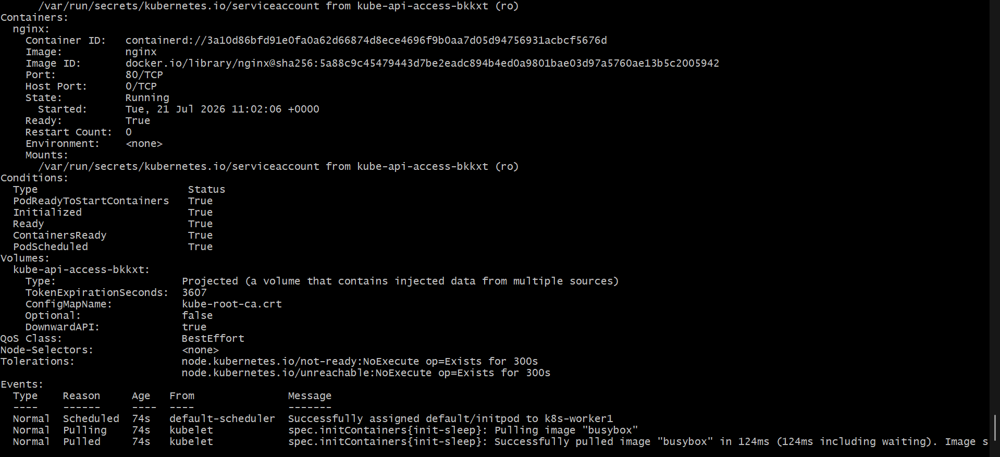 /var/run/secrets/kubernetes.io/serviceaccount from kube-api-access-bkkxt (ro)
Containers:
  nginx:
    Container ID:   containerd://3a10d86bfd91e0fa0a62d66874d8ece4696f9b0aa7d05d94756931acbcf5676d
    Image:          nginx
    Image ID:       docker.io/library/nginx@sha256:5a88c9c45479443d7be2eadc894b4ed0a9801bae03d97a5760ae13b5c2005942
    Port:           80/TCP
    Host Port:      0/TCP
    State:          Running
      Started:      Tue, 21 Jul 2026 11:02:06 +0000
    Ready:          True
    Restart Count:  0
    Environment:    <none>
    Mounts:
      /var/run/secrets/kubernetes.io/serviceaccount from kube-api-access-bkkxt (ro)
Conditions:
  Type                        Status
  PodReadyToStartContainers   True
  Initialized                 True
  Ready                       True
  ContainersReady             True
  PodScheduled                True
Volumes:
  kube-api-access-bkkxt:
    Type:                    Projected (a volume that contains injected data from multiple sources)
    TokenExpirationSeconds:  3607
    ConfigMapName:           kube-root-ca.crt
    Optional:                false
    DownwardAPI:             true
QoS Class:                   BestEffort
Node-Selectors:              <none>
Tolerations:                 node.kubernetes.io/not-ready:NoExecute op=Exists for 300s
                             node.kubernetes.io/unreachable:NoExecute op=Exists for 300s
Events:
  Type    Reason     Age   From               Message
  ----    ------     ----  ----               -------
  Normal  Scheduled  74s   default-scheduler  Successfully assigned default/initpod to k8s-worker1
  Normal  Pulling    74s   kubelet            spec.initContainers{init-sleep}: Pulling image "busybox"
  Normal  Pulled     74s   kubelet            spec.initContainers{init-sleep}: Successfully pulled image "busybox" in 124ms (124ms including waiting). Image s